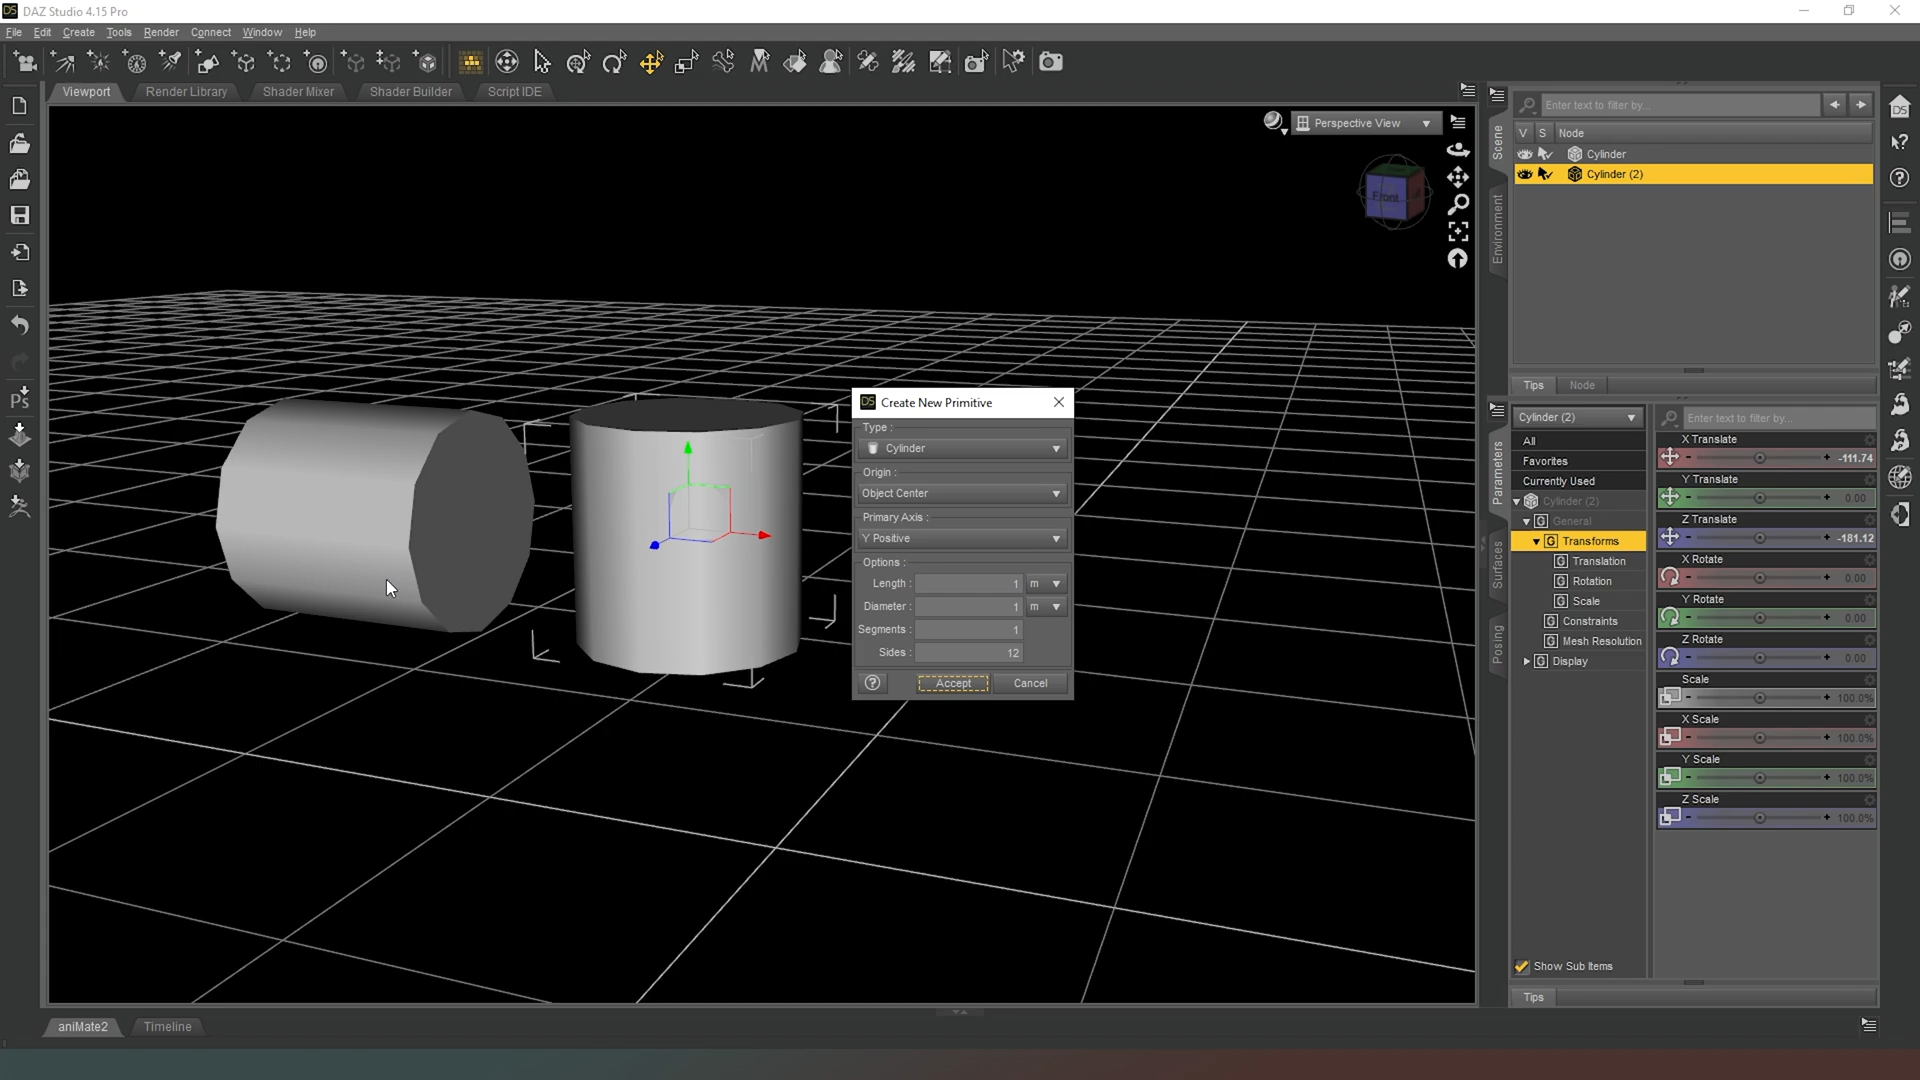 DS DAZ Studio 4.15 Pro
File Edit Create Tools Render Connect Window Help
Viewport Render Library Shader Mixer Shader Builder Script IDE
Perspective View
Front
PS
Create New Primitive
Type :
Cylinder
Origin :
Object Center
Primary Axis :
Y Positive
Options :
Length : 1 m
Diameter : 1 m
Segments : 1
Sides : 12
Accept Cancel
Scene
Environment
Enter text to filter by...
V S Node
Cylinder
Cylinder (2)
Tips Node
Parameters
Surfaces
Posing
Cylinder (2)
Enter text to filter by...
All
Favorites
Currently Used
Cylinder (2)
General
Transforms
Translation
Rotation
Scale
Constraints
Mesh Resolution
Display
X Translate
-111.74
Y Translate
0.00
Z Translate
-181.12
X Rotate
0.00
Y Rotate
0.00
Z Rotate
0.00
Scale
100.0%
X Scale
100.0%
Y Scale
100.0%
Z Scale
100.0%
Show Sub Items
Tips
aniMate2 Timeline